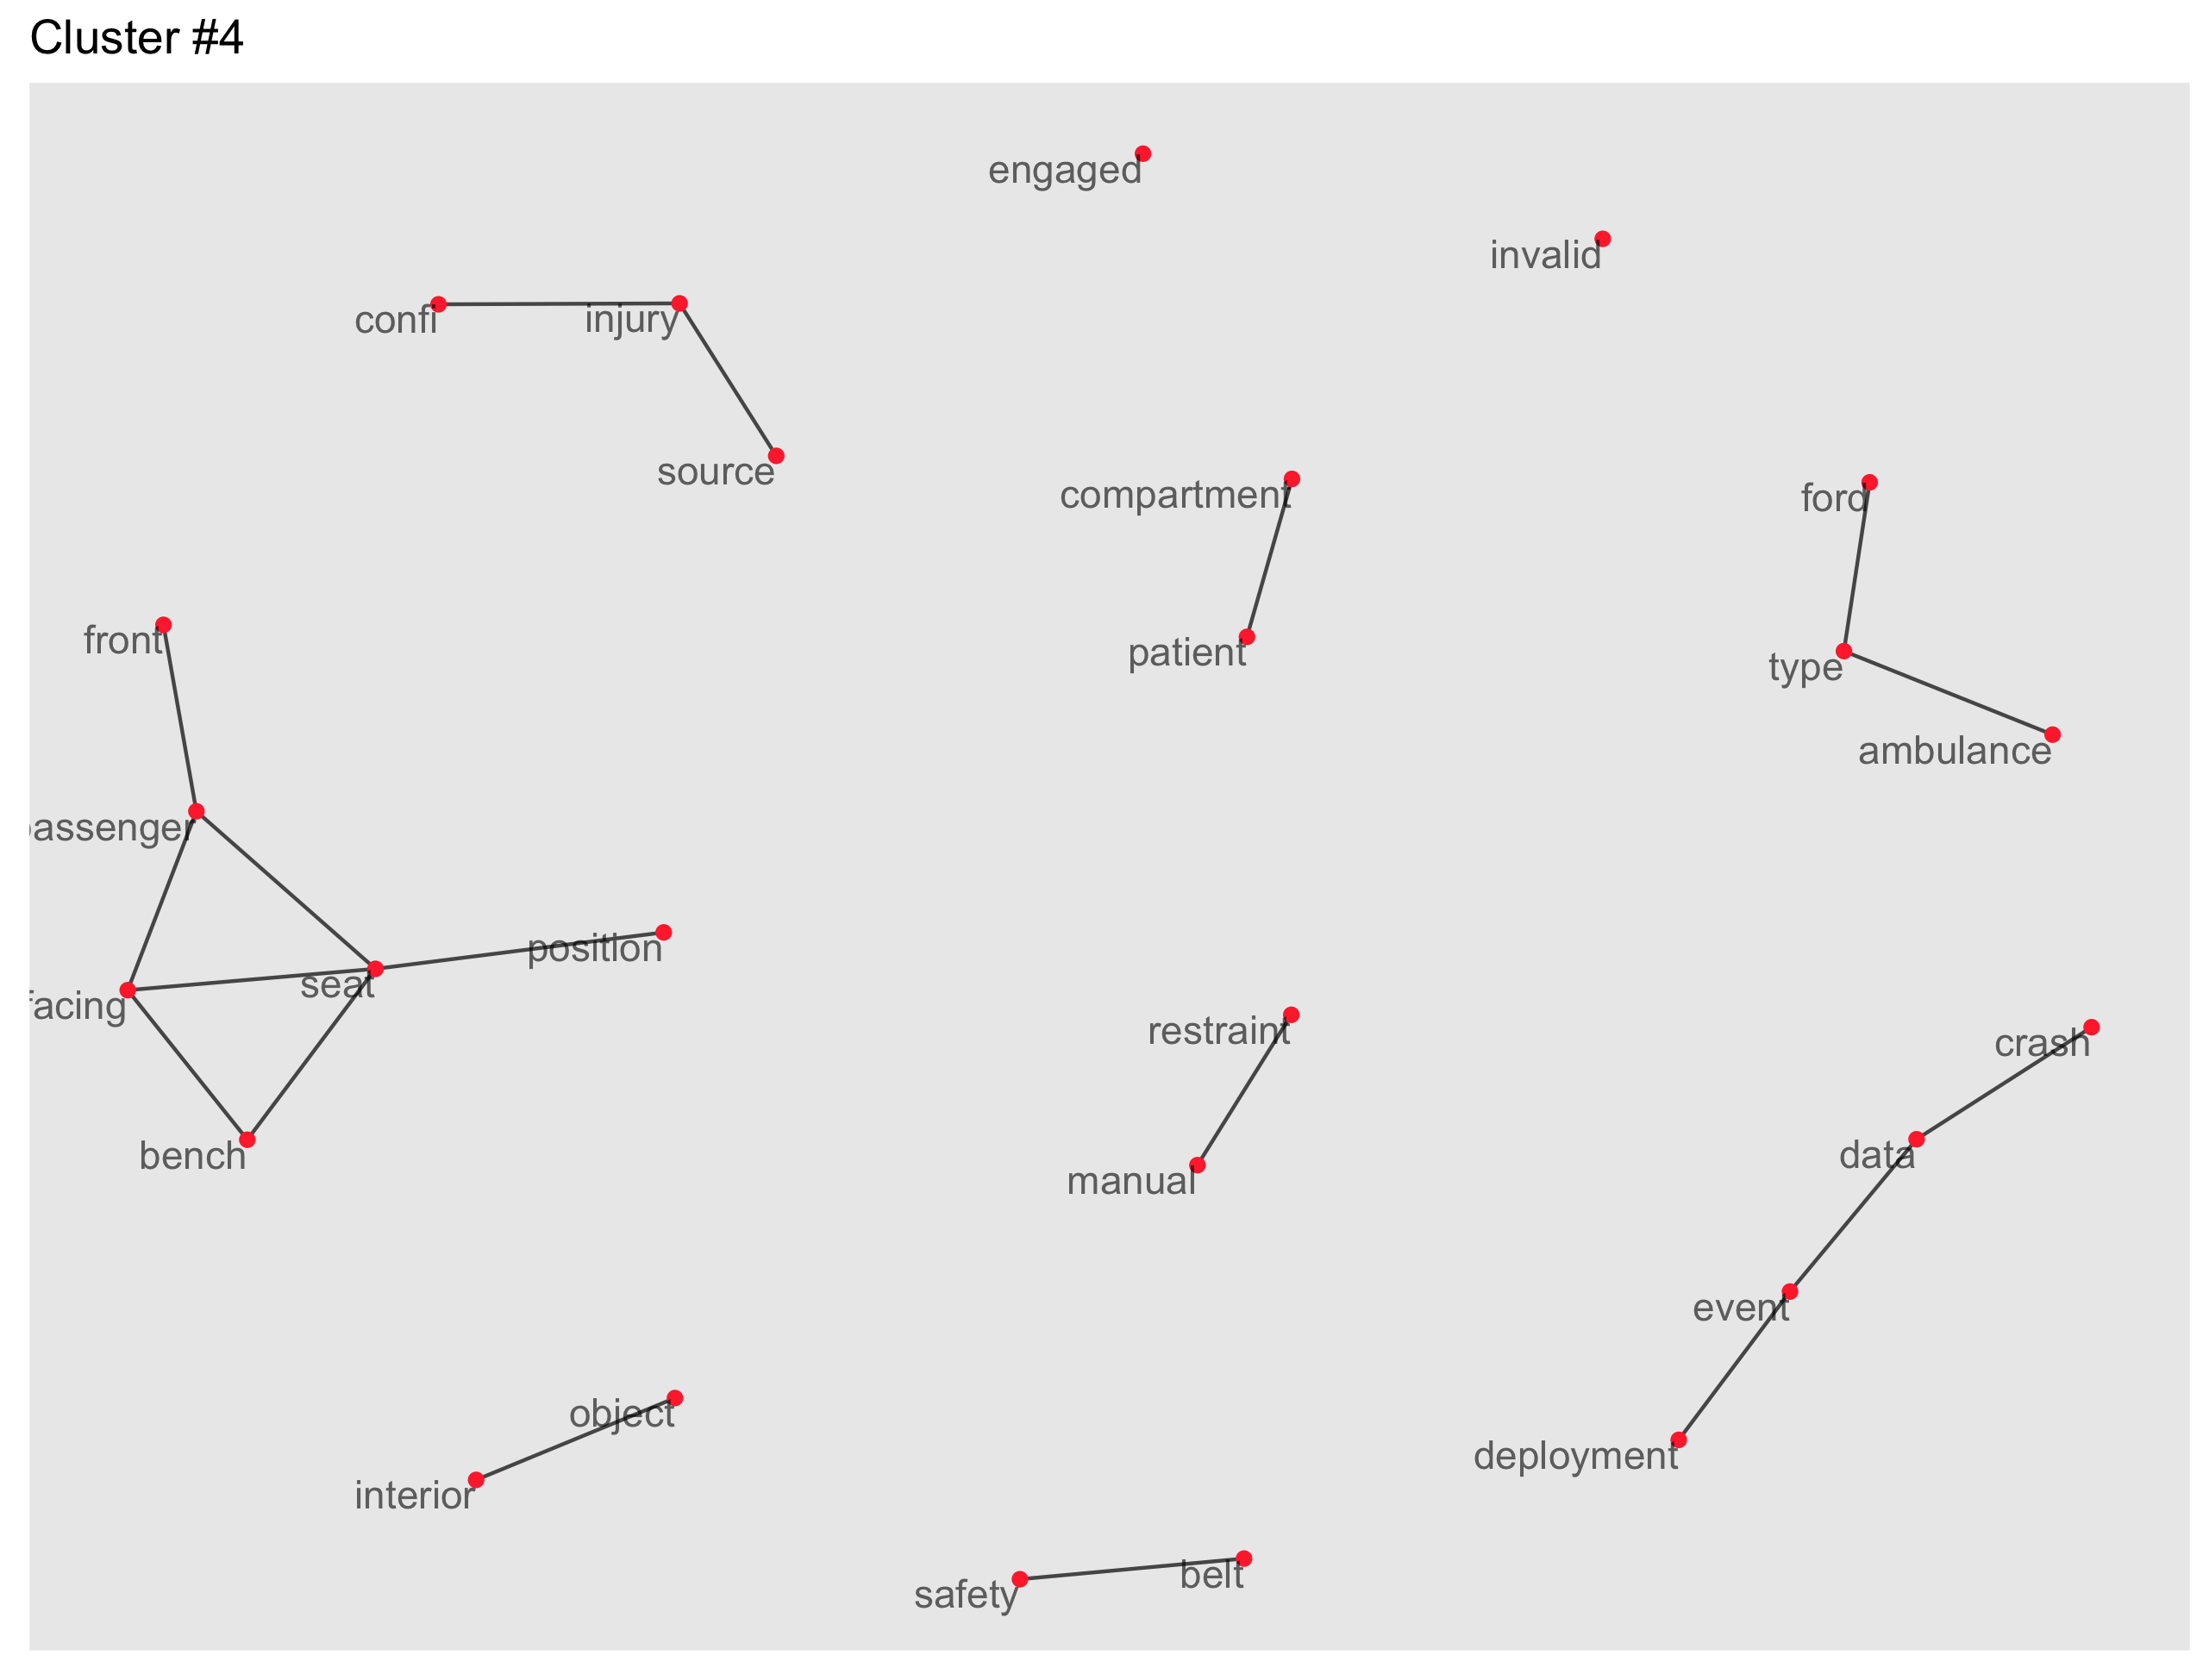 Cluster #4
engaged
invalid
confi
injury
source
compartment
ford
front
patient
type
ambulance
passenger
position
seat
facing
restraint
crash
bench
data
manual
event
object
deployment
interior
belt
safety